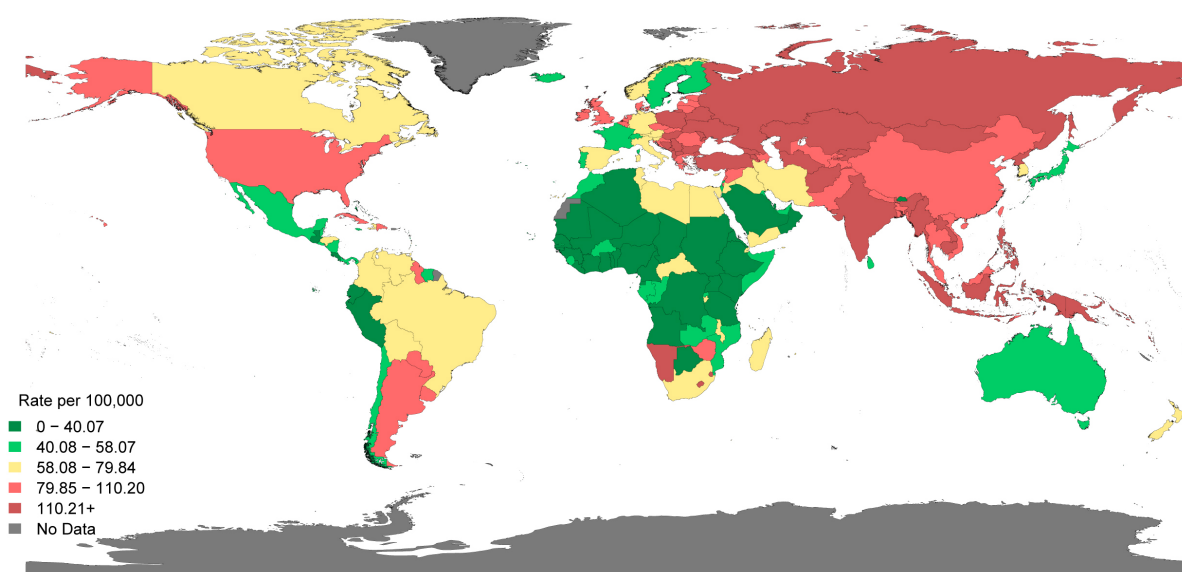 Rate per 100,000
0 − 40.07
40.08 − 58.07
58.08 − 79.84
79.85 − 110.20
110.21+
No Data